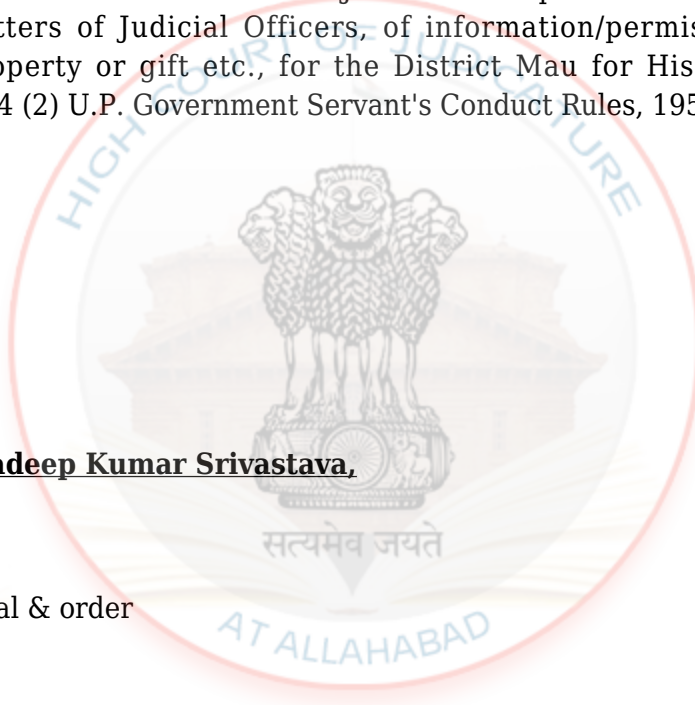 tters of Judicial Officers, of information/permis
operty or gift etc., for the District Mau for His
4 (2) U.P. Government Servant's Conduct Rules, 195
HIGH COURT OF JUDICATURE
adeep Kumar Srivastava,
सत्यमेव जयते
al & order
AT ALLAHABAD